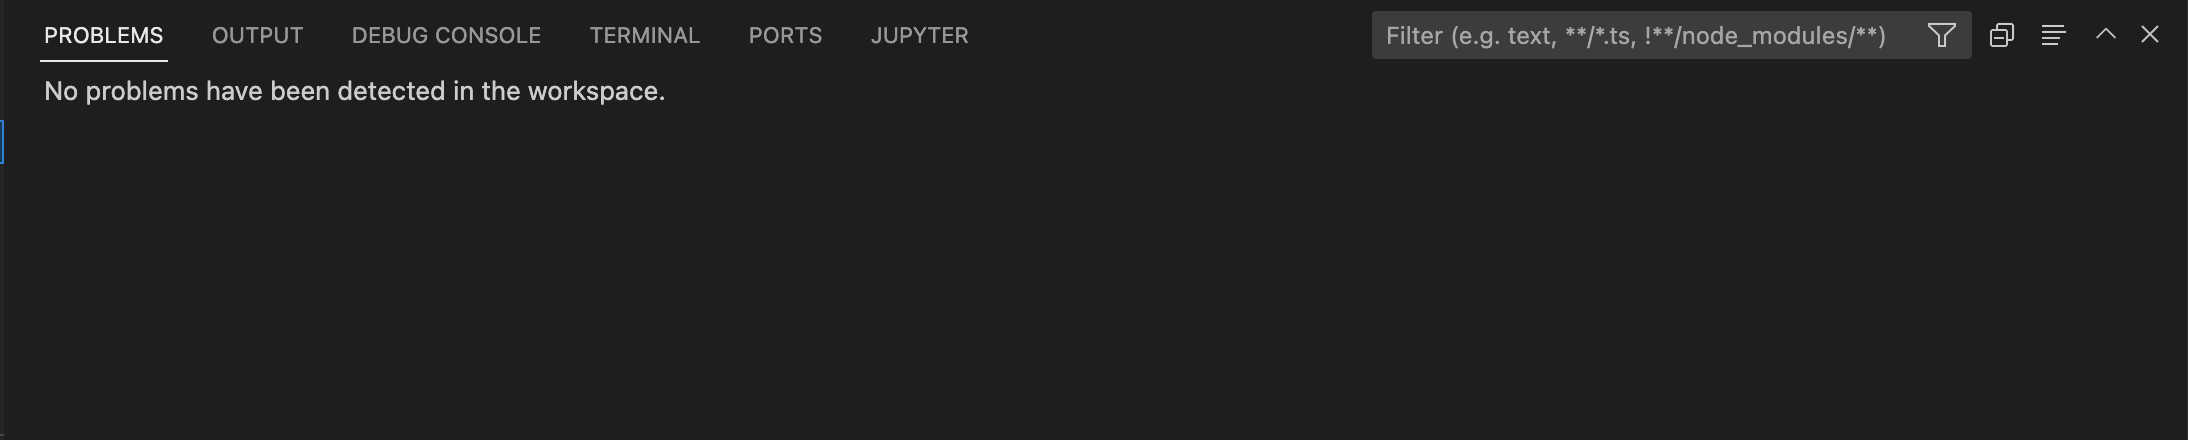 PROBLEMS OUTPUT DEBUG CONSOLE TERMINAL PORTS JUPYTER Filter (e.g. text, **/*.ts, !**/node_modules/**)
No problems have been detected in the workspace.